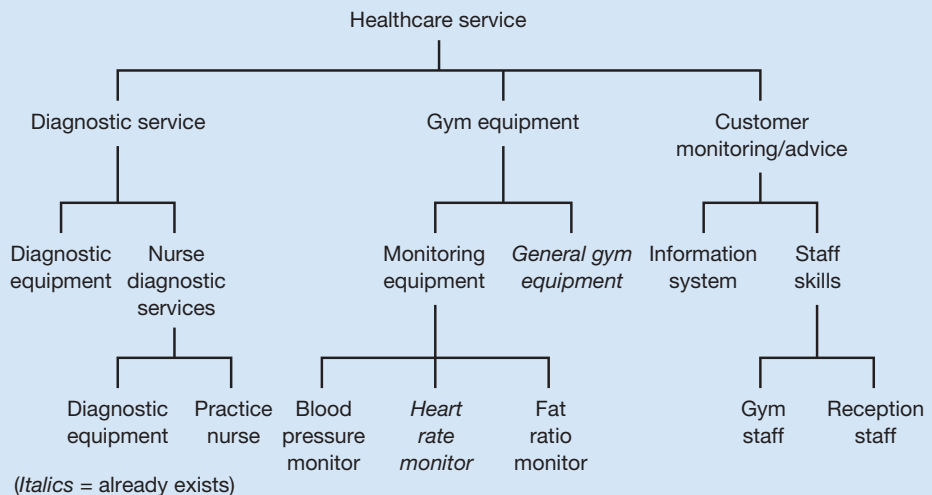 Healthcare service
Diagnostic service
Gym equipment
Customer
monitoring/advice
Diagnostic
equipment
Nurse
diagnostic
services
Monitoring
equipment
General gym
equipment
Information
system
Staff
skills
Diagnostic
equipment
Practice
nurse
Blood
pressure
monitor
Heart
rate
monitor
Fat
ratio
monitor
Gym
staff
Reception
staff
(Italics = already exists)